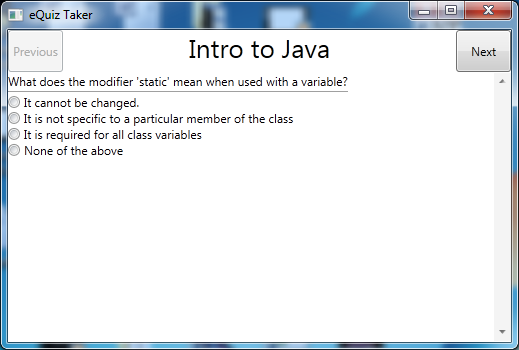 eQuiz Taker
Previous
Intro to Java
Next
What does the modifier 'static' mean when used with a variable?
It cannot be changed.
It is not specific to a particular member of the class
It is required for all class variables
None of the above